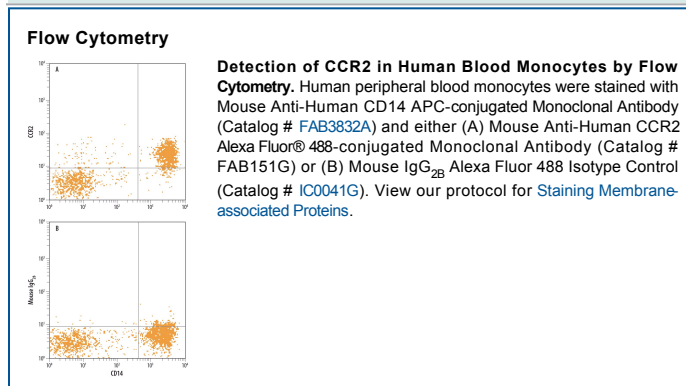 Flow Cytometry
Detection of CCR2 in Human Blood Monocytes by Flow
Cytometry. Human peripheral blood monocytes were stained with
Mouse Anti-Human CD14 APC-conjugated Monoclonal Antibody
(Catalog # FAB3832A) and either (A) Mouse Anti-Human CCR2
Alexa Fluor® 488-conjugated Monoclonal Antibody (Catalog #
FAB151G) or (B) Mouse IgG2B Alexa Fluor 488 Isotype Control
(Catalog # IC0041G). View our protocol for Staining Membrane-
associated Proteins.
A
CCR2
B
Mouse IgG2B
CD14